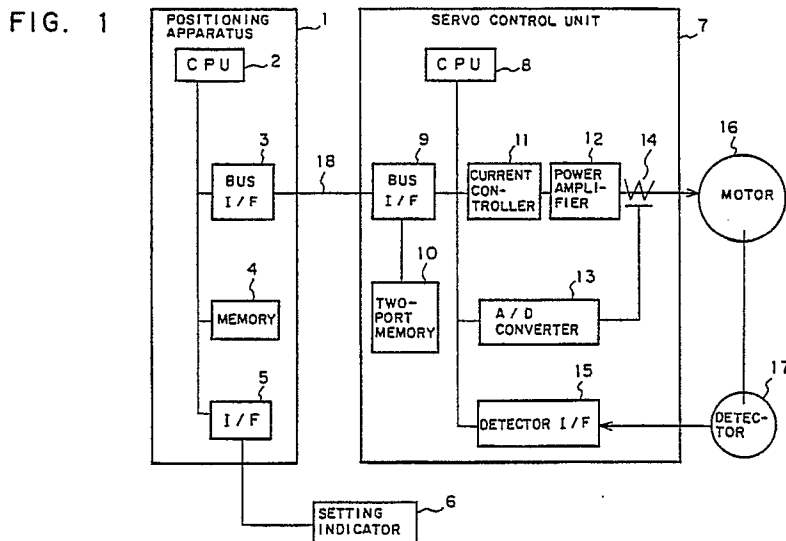 FIG. 1
POSITIONING
APPARATUS
1
CPU
2
3
BUS
I/F
4
MEMORY
5
I/F
6
SETTING
INDICATOR
18
SERVO CONTROL UNIT
7
CPU
8
9
BUS
I/F
10
TWO-
PORT
MEMORY
11
CURRENT
CON-
TROLLER
12
POWER
AMPLI-
FIER
14
13
A/D
CONVERTER
15
DETECTOR I/F
16
MOTOR
17
DETEC-
TOR